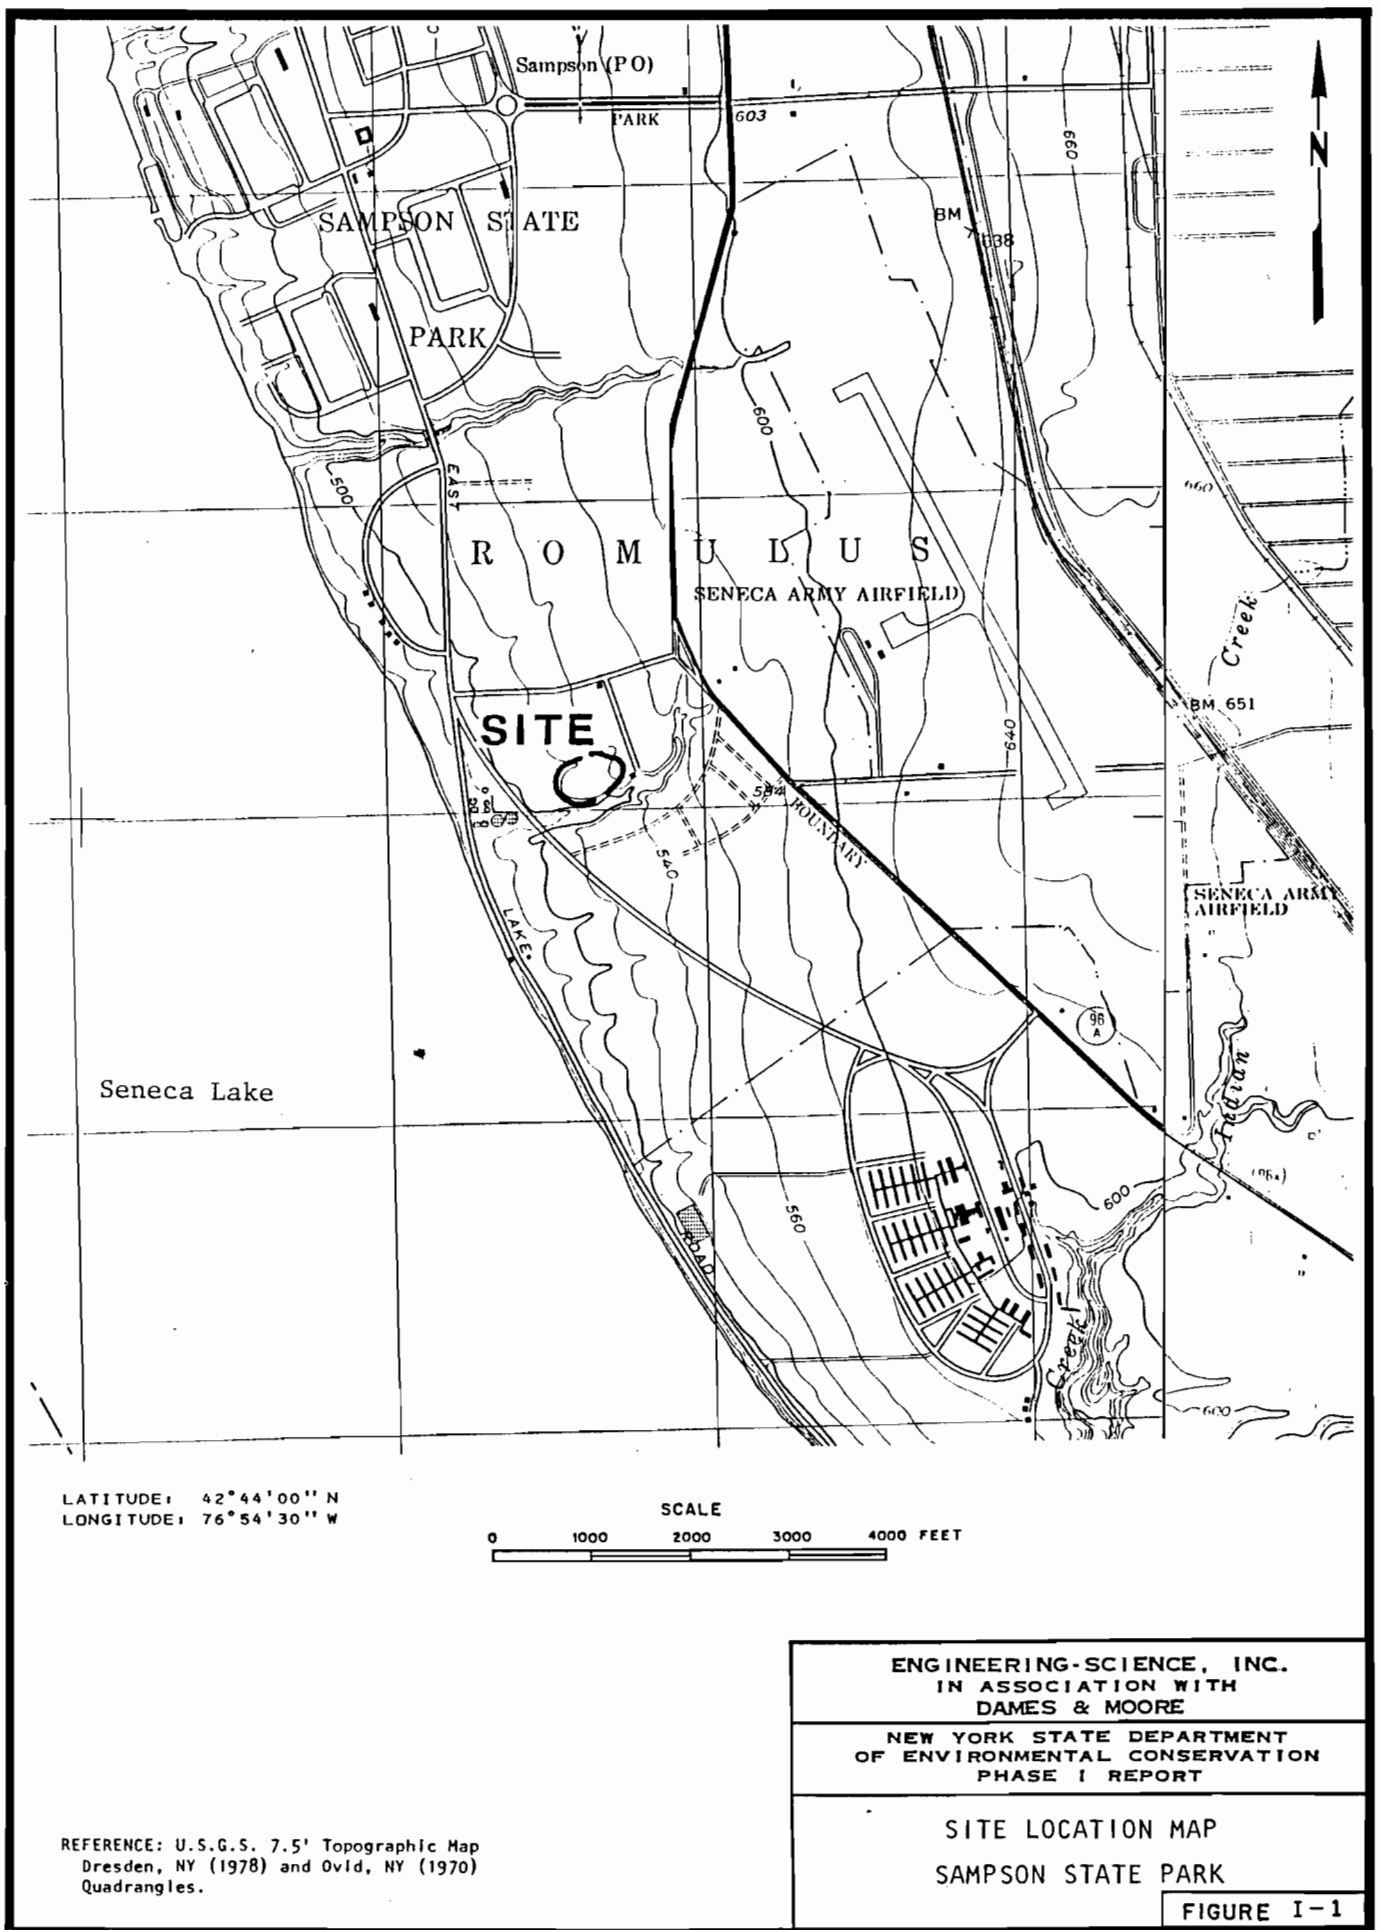 Sampson (PO)
PARK
603
660
SAMPSON STATE
BM
638
PARK
600
500
EAST
660
R O M U L U S
SENECA ARMY AIRFIELD
Creek
BM 651
SITE
640
584
BOUNDARY
540
SENECA ARMY
AIRFIELD
LAKE
96
A
Indian
Seneca Lake
(96A)
600
560
ROAD
Creek
600
LATITUDE: 42°44'00" N
LONGITUDE: 76°54'30" W
SCALE
0 1000 2000 3000 4000 FEET
ENGINEERING-SCIENCE, INC.
IN ASSOCIATION WITH
DAMES & MOORE
NEW YORK STATE DEPARTMENT
OF ENVIRONMENTAL CONSERVATION
PHASE I REPORT
SITE LOCATION MAP
SAMPSON STATE PARK
REFERENCE: U.S.G.S. 7.5' Topographic Map
Dresden, NY (1978) and Ovid, NY (1970)
Quadrangles.
FIGURE I-1
N